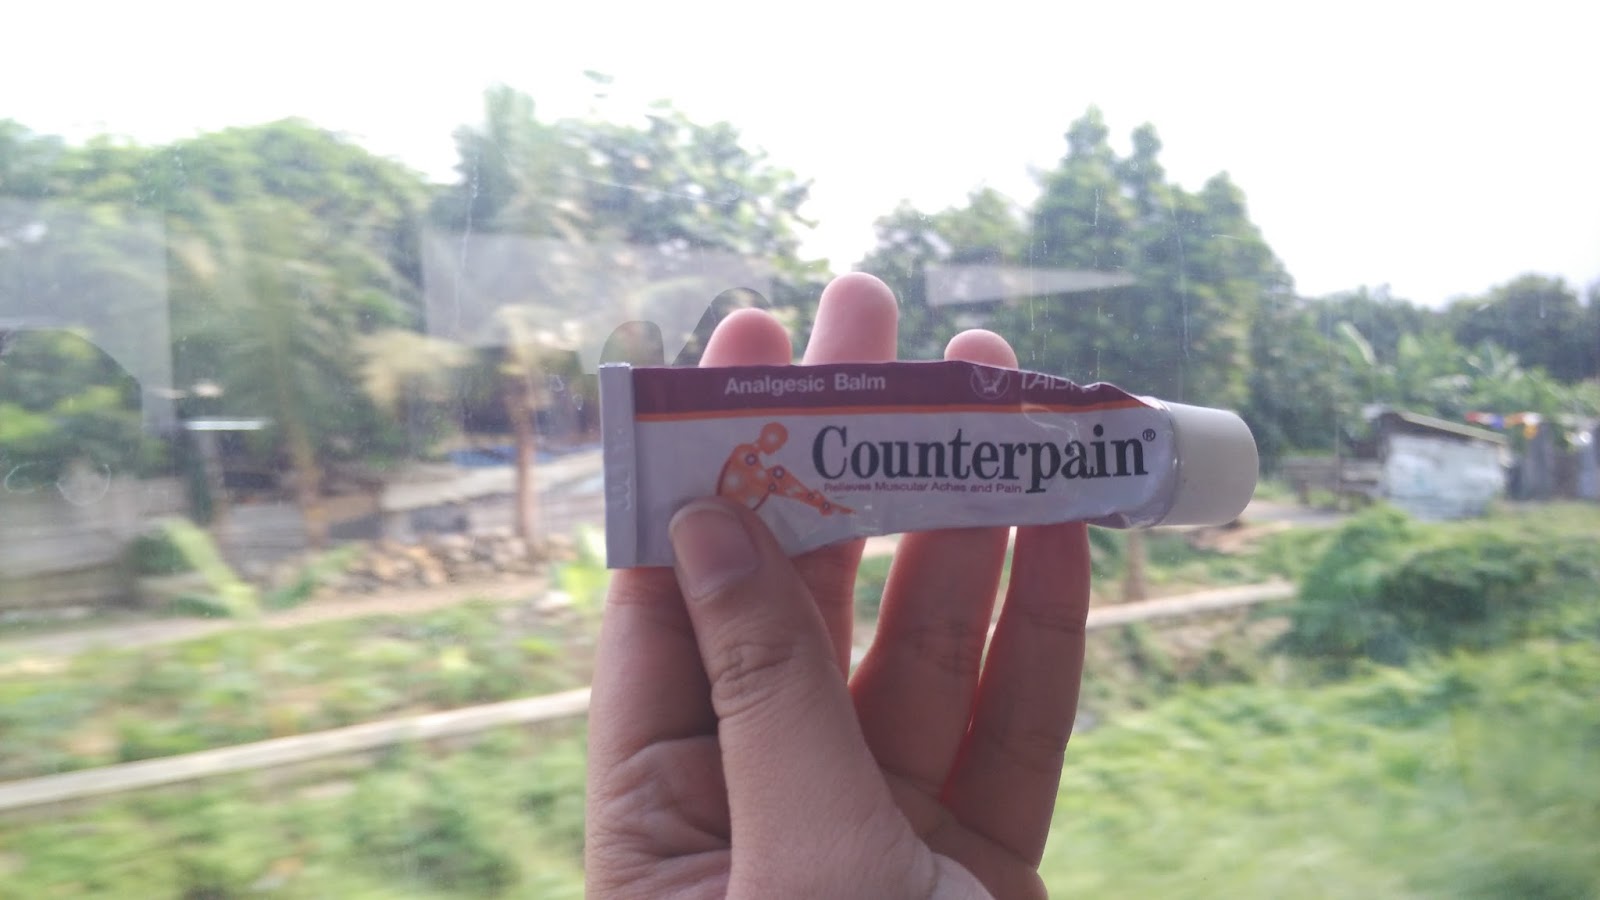 Analgesic Balm
Counterpain®
Relieves Muscular Aches and Pain